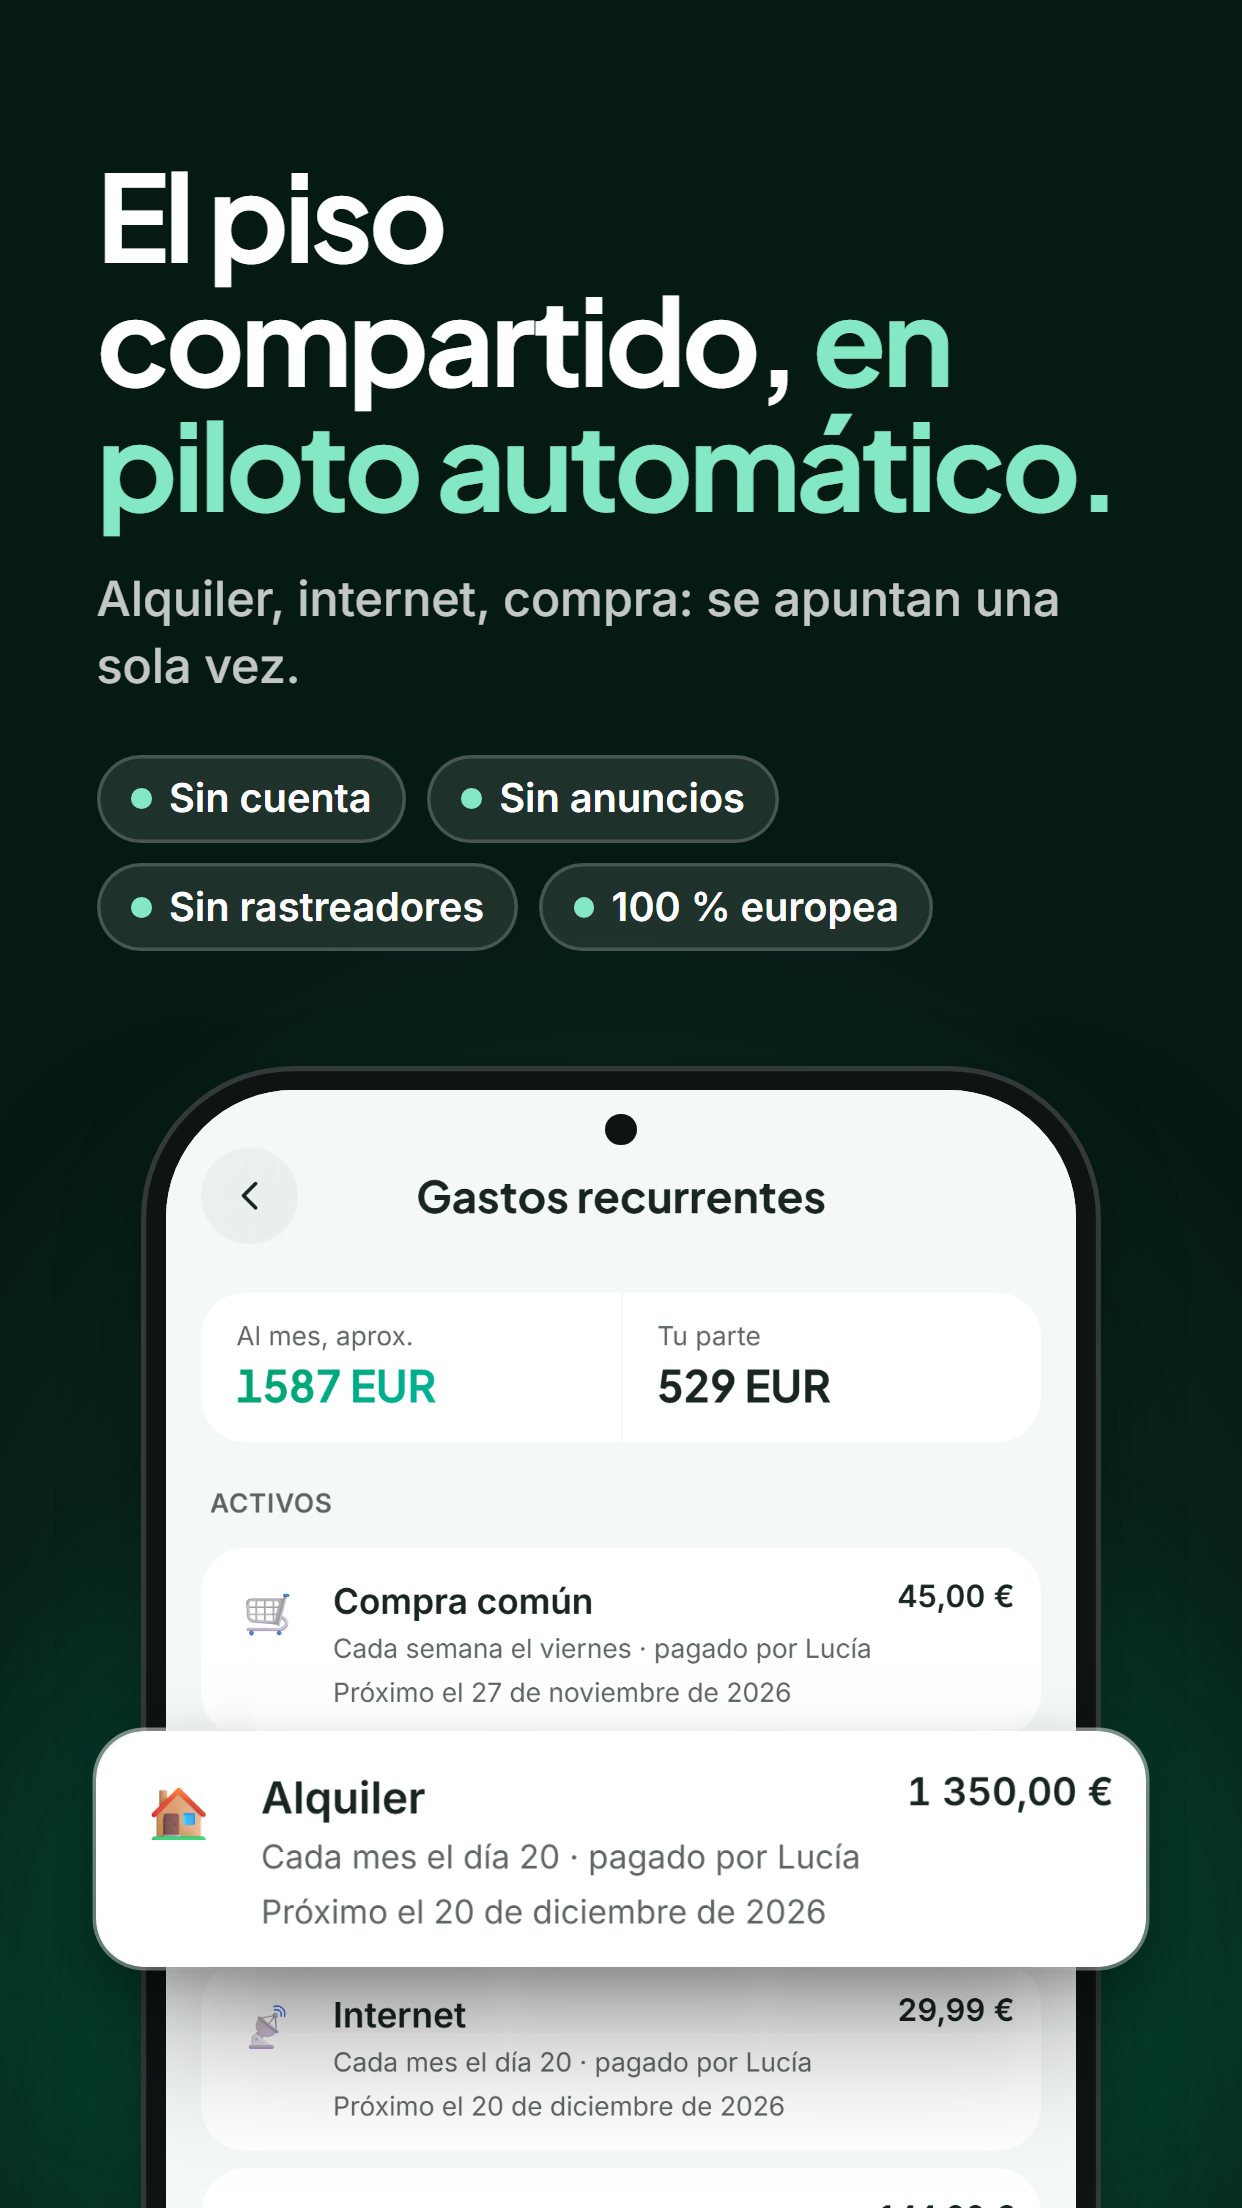 El piso
compartido, en
piloto automático.
Alquiler, internet, compra: se apuntan una
sola vez.
Sin cuenta
Sin anuncios
Sin rastreadores
100 % europea
Gastos recurrentes
Al mes, aprox.
1587 EUR
Tu parte
529 EUR
ACTIVOS
Compra común
45,00 €
Cada semana el viernes · pagado por Lucía
Próximo el 27 de noviembre de 2026
Alquiler
1 350,00 €
Cada mes el día 20 · pagado por Lucía
Próximo el 20 de diciembre de 2026
Internet
29,99 €
Cada mes el día 20 · pagado por Lucía
Próximo el 20 de diciembre de 2026